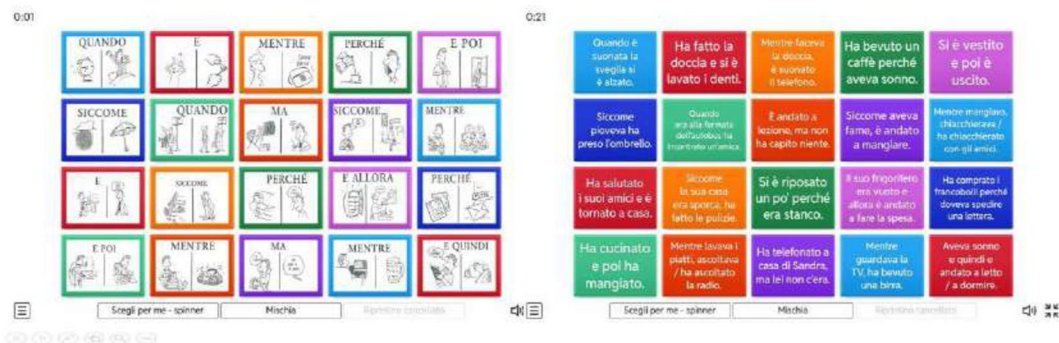 0:01
QUANDO
E
MENTRE
PERCHÉ
E POI
SICCOME
QUANDO
MA
SICCOME
MENTRE
E
SICCOME
PERCHÉ
E ALLORA
PERCHÉ
E POI
MENTRE
MA
MENTRE
E QUINDI
Scegli per me - spinner
Mischia
0:21
Quando è
suonata la
sveglia si
è alzato.
Ha fatto la
doccia e si è
lavato i denti.
Mentre faceva
la doccia,
è suonato
il telefono.
Ha bevuto un
caffè perché
aveva sonno.
Si è vestito
e poi è
uscito.
Siccome
pioveva ha
preso l'ombrello.
Quando
era alla fermata
dell'autobus ha
incontrato un'amica.
È andato a
lezione, ma non
ha capito niente.
Siccome aveva
fame, è andato
a mangiare.
Mentre mangiavo,
chiacchierava /
ha chiacchierato
con gli amici.
Ha salutato
i suoi amici e è
tornato a casa.
Siccome
la sua casa
era sporca, ha
fatto le pulizie.
Si è riposato
un po' perché
era stanco.
Il suo frigorifero
era vuoto e
allora è andato
a fare la spesa.
Ha comprato i
francobolli perché
doveva spedire
una lettera.
Ha cucinato
e poi ha
mangiato.
Mentre lavava i
piatti, ascoltava
/ ha ascoltato
la radio.
Ha telefonato a
casa di Sandra,
ma lei non c'era.
Mentre
guardava la
TV, ha bevuto
una birra.
Aveva sonno
e quindi è
andato a letto
/ a dormire.
Scegli per me - spinner
Mischia